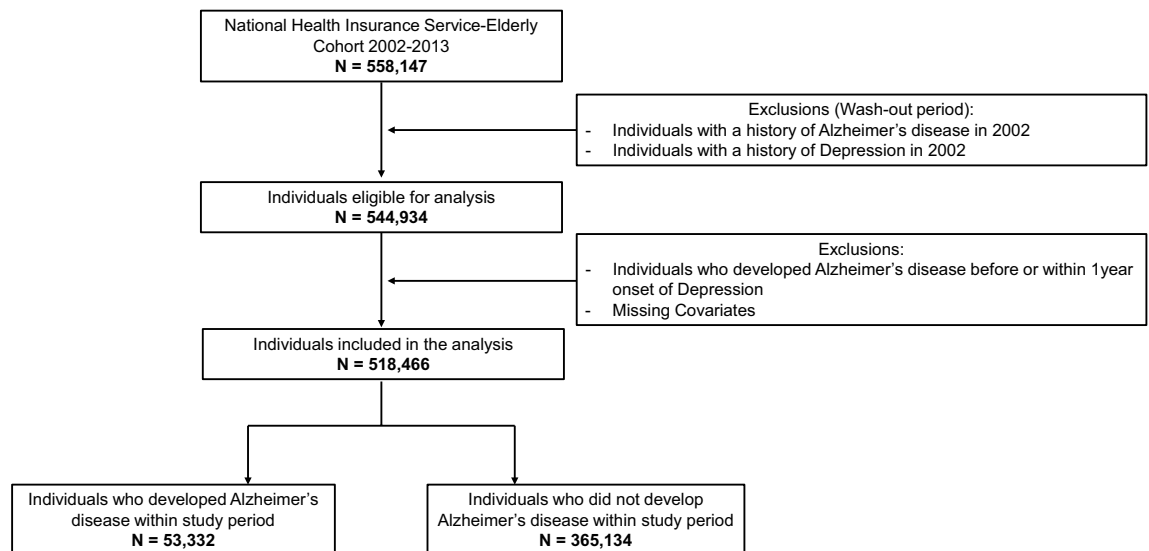 National Health Insurance Service-Elderly
Cohort 2002-2013
N = 558,147
Exclusions (Wash-out period):
- Individuals with a history of Alzheimer's disease in 2002
- Individuals with a history of Depression in 2002
Individuals eligible for analysis
N = 544,934
Exclusions:
- Individuals who developed Alzheimer's disease before or within 1year
onset of Depression
- Missing Covariates
Individuals included in the analysis
N = 518,466
Individuals who developed Alzheimer's
disease within study period
N = 53,332
Individuals who did not develop
Alzheimer's disease within study period
N = 365,134